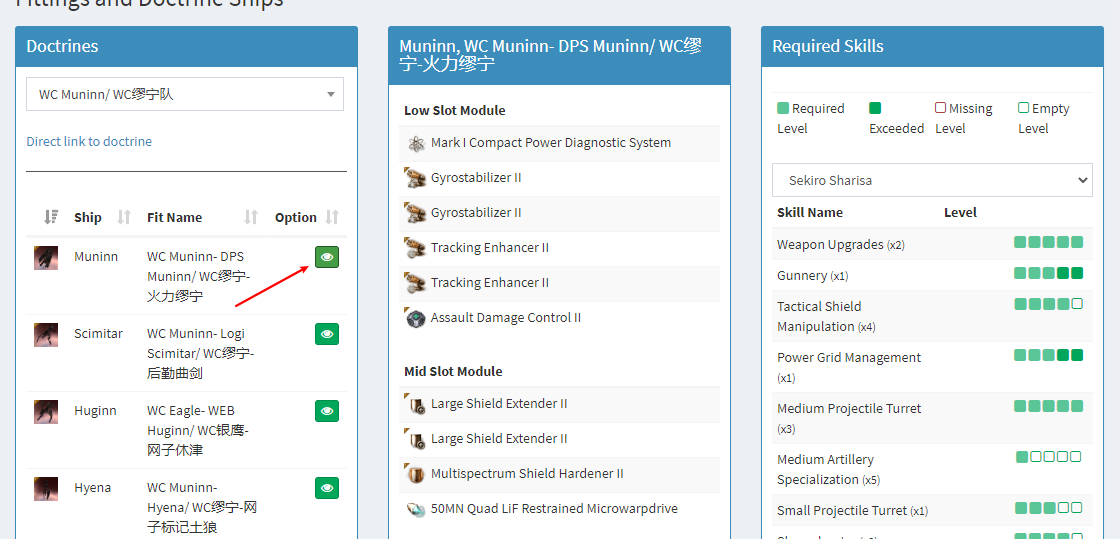 Fittings and Doctrine Ships
Doctrines
WC Muninn/ WC缪宁队
Direct link to doctrine
Ship
Fit Name
Option
Muninn
WC Muninn- DPS
Muninn/ WC缪宁-
火力缪宁
Scimitar
WC Muninn- Logi
Scimitar/ WC缪宁-
后勤曲剑
Huginn
WC Eagle- WEB
Huginn/ WC银鹰-
网子休津
Hyena
WC Muninn-
Hyena/ WC缪宁-网
子标记土狼
Muninn, WC Muninn- DPS Muninn/ WC缪
宁-火力缪宁
Low Slot Module
Mark I Compact Power Diagnostic System
Gyrostabilizer II
Gyrostabilizer II
Tracking Enhancer II
Tracking Enhancer II
Assault Damage Control II
Mid Slot Module
Large Shield Extender II
Large Shield Extender II
Multispectrum Shield Hardener II
50MN Quad LiF Restrained Microwarpdrive
Required Skills
Required
Level
Exceeded
Missing
Level
Empty
Level
Sekiro Sharisa
Skill Name
Level
Weapon Upgrades (x2)
Gunnery (x1)
Tactical Shield
Manipulation (x4)
Power Grid Management
(x1)
Medium Projectile Turret
(x3)
Medium Artillery
Specialization (x5)
Small Projectile Turret (x1)